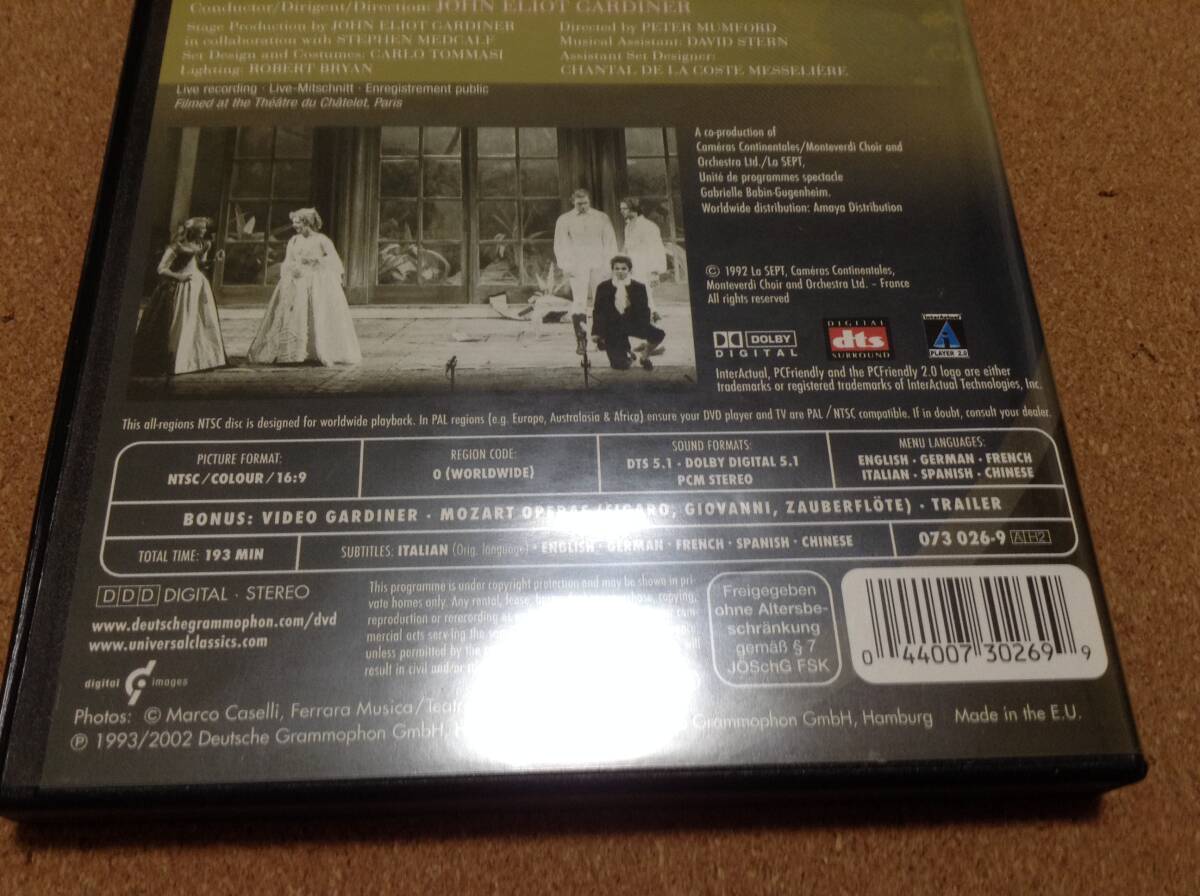 Conductor/Dirigent/Direction: JOHN ELIOT GARDINER
Stage Production by JOHN ELIOT GARDINER
in collaboration with STEPHEN MEDCALF
Set Design and Costumes: CARLO TOMMASI
Lighting: ROBERT BRYAN
Directed by PETER MUMFORD
Musical Assistant: DAVID STERN
Assistant Set Designer:
CHANTAL DE LA COSTE MESSELIÈRE
Live recording · Live-Mitschnitt · Enregistrement public
Filmed at the Théâtre du Châtelet, Paris
A co-production of
Caméras Continentales/Monteverdi Choir and
Orchestra Ltd./La SEPT,
Unité de programmes spectacle
Gabrielle Babin-Gugenheim.
Worldwide distribution: Amaya Distribution
© 1992 La SEPT, Caméras Continentales,
Monteverdi Choir and Orchestra Ltd. – France
All rights reserved
DOLBY
DIGITAL
DIGITAL
dts
SURROUND
InterActual
PLAYER 2.0
InterActual, PCFriendly and the PCFriendly 2.0 logo are either
trademarks or registered trademarks of InterActual Technologies, Inc.
This all-regions NTSC disc is designed for worldwide playback. In PAL regions (e.g. Europe, Australasia & Africa) ensure your DVD player and TV are PAL/NTSC compatible. If in doubt, consult your dealer.
PICTURE FORMAT:
NTSC/COLOUR/16:9
REGION CODE:
0 (WORLDWIDE)
SOUND FORMATS:
DTS 5.1 · DOLBY DIGITAL 5.1
PCM STEREO
MENU LANGUAGES:
ENGLISH · GERMAN · FRENCH
ITALIAN · SPANISH · CHINESE
BONUS: VIDEO GARDINER · MOZART OPERAS (FIGARO, GIOVANNI, ZAUBERFLÖTE) · TRAILER
TOTAL TIME: 193 MIN
SUBTITLES: ITALIAN (Orig. language) · ENGLISH · GERMAN · FRENCH · SPANISH · CHINESE
073 026-9 AH2
DDD DIGITAL · STEREO
www.deutschegrammophon.com/dvd
www.universalclassics.com
digital images
This programme is under copyright protection and may be shown in pri-
vate homes only. Any rental, lease, copying,
reproduction or rerecording
mercial acts serving the
unless permitted by the will
result in civil and/or
Freigegeben
ohne Altersbe-
schränkung
gemäß § 7
JÖSchG FSK
0 44007 30269 9
Photos: © Marco Caselli, Ferrara Musica/ Grammophon GmbH, Hamburg Made in the E.U.
℗ 1993/2002 Deutsche Grammophon GmbH,